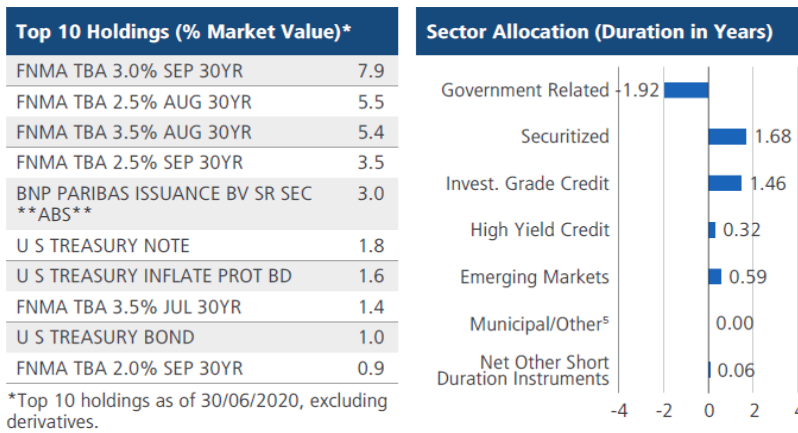 Top 10 Holdings (% Market Value)*
FNMA TBA 3.0% SEP 30YR 7.9
FNMA TBA 2.5% AUG 30YR 5.5
FNMA TBA 3.5% AUG 30YR 5.4
FNMA TBA 2.5% SEP 30YR 3.5
BNP PARIBAS ISSUANCE BV SR SEC 3.0
**ABS**
U S TREASURY NOTE 1.8
U S TREASURY INFLATE PROT BD 1.6
FNMA TBA 3.5% JUL 30YR 1.4
U S TREASURY BOND 1.0
FNMA TBA 2.0% SEP 30YR 0.9
*Top 10 holdings as of 30/06/2020, excluding
derivatives.
Sector Allocation (Duration in Years)
Government Related -1.92
Securitized 1.68
Invest. Grade Credit 1.46
High Yield Credit 0.32
Emerging Markets 0.59
Municipal/Other⁵ 0.00
Net Other Short
Duration Instruments 0.06
-4 -2 0 2 4